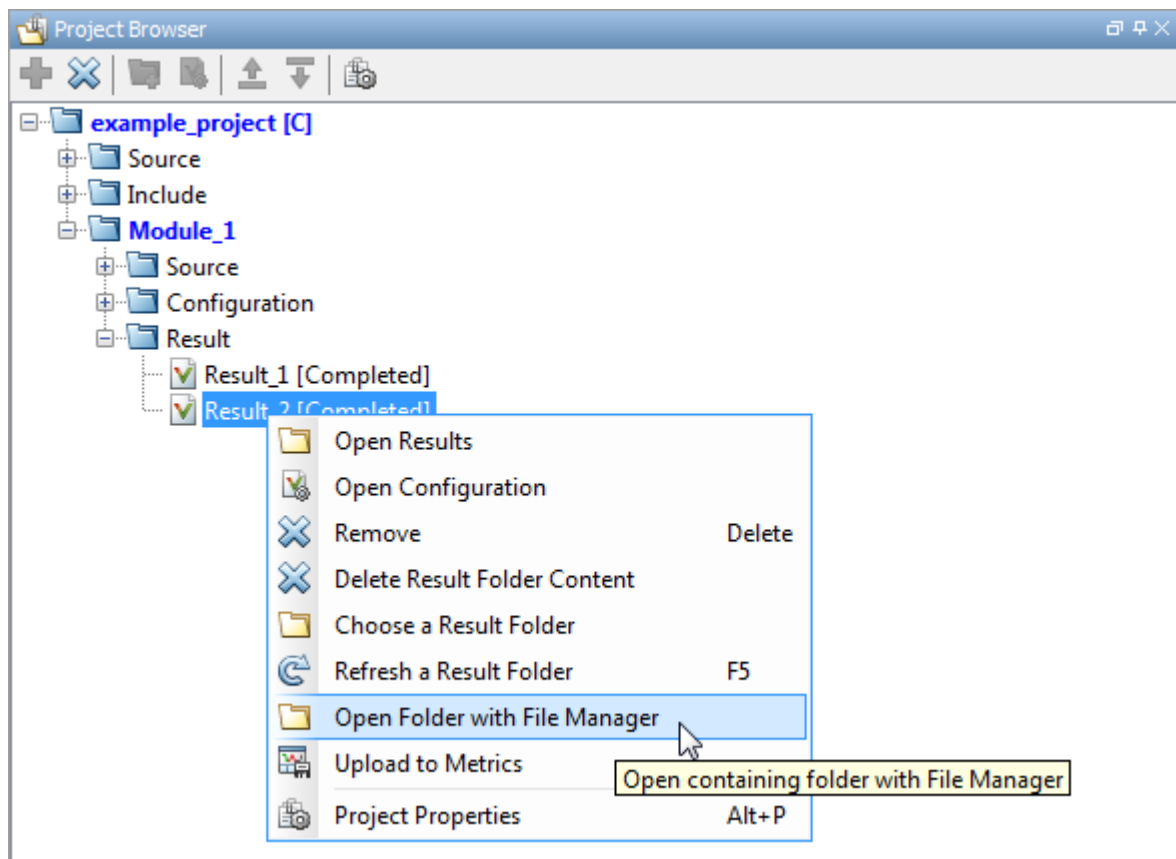 Project Browser
example_project [C]
Source
Include
Module_1
Source
Configuration
Result
Result_1 [Completed]
Result_2 [Completed]
Open Results
Open Configuration
Remove Delete
Delete Result Folder Content
Choose a Result Folder
Refresh a Result Folder F5
Open Folder with File Manager
Upload to Metrics
Open containing folder with File Manager
Project Properties Alt+P